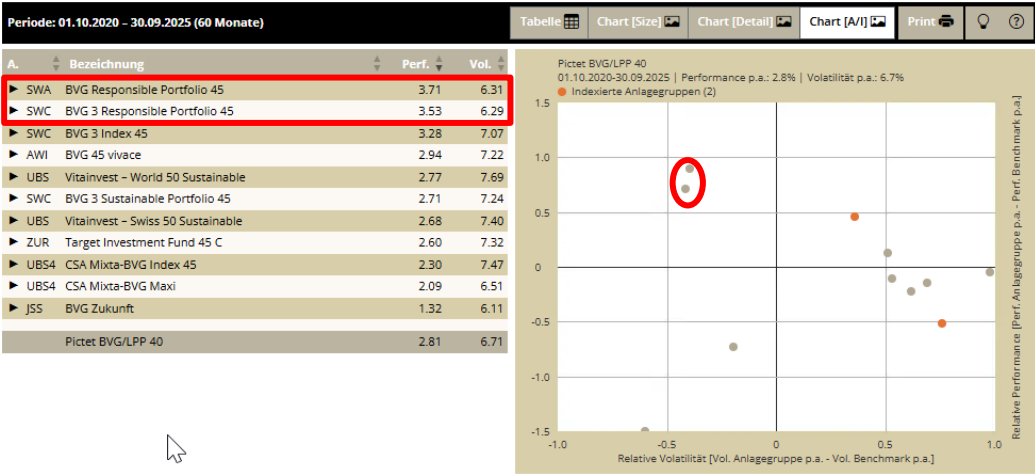 Periode: 01.10.2020 – 30.09.2025 (60 Monate)
Tabelle Chart [Size] Chart [Detail] Chart [A/I] Print
A. Bezeichnung Perf. Vol.
SWA BVG Responsible Portfolio 45 3.71 6.31
SWC BVG 3 Responsible Portfolio 45 3.53 6.29
SWC BVG 3 Index 45 3.28 7.07
AWI BVG 45 vivace 2.94 7.22
UBS Vitainvest – World 50 Sustainable 2.77 7.69
SWC BVG 3 Sustainable Portfolio 45 2.71 7.24
UBS Vitainvest – Swiss 50 Sustainable 2.68 7.40
ZUR Target Investment Fund 45 C 2.60 7.32
UBS4 CSA Mixta-BVG Index 45 2.30 7.47
UBS4 CSA Mixta-BVG Maxi 2.09 6.51
JSS BVG Zukunft 1.32 6.11
Pictet BVG/LPP 40 2.81 6.71
Pictet BVG/LPP 40
01.10.2020-30.09.2025 | Performance p.a.: 2.8% | Volatilität p.a.: 6.7%
Indexierte Anlagegruppen (2)
1.5
1.0
0.5
0
-0.5
-1.0
-1.5
-1.0 -0.5 0 0.5 1.0
Relative Volatilität [Vol. Anlagegruppe p.a. - Vol. Benchmark p.a.]
Relative Performance [Perf. Anlagegruppe p.a. - Perf. Benchmark p.a.]